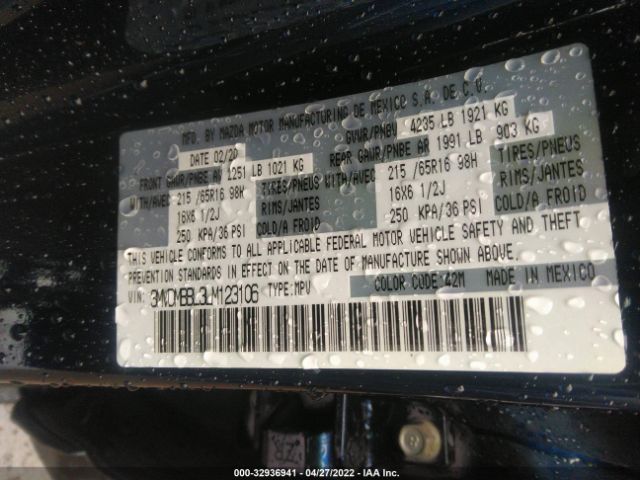 MFD. BY MAZDA MOTOR MANUFACTURING DE MEXICO S.A. DE C.V.
DATE 02/20 GVWR/PNBV 4235 LB 1921 KG
FRONT GAWR/PNBE AV 1251 LB 1021 KG REAR GAWR/PNBE AR 1991 LB 903 KG
WITH/AVEC 215 /65R16 98H TIRES/PNEUS WITH/AVEC 215 /65R16 98H TIRES/PNEUS
16X6 1/2J RIMS/JANTES 16X6 1/2J RIMS/JANTES
250 KPA/36 PSI COLD/A FROID 250 KPA/36 PSI COLD/A FROID
THIS VEHICLE CONFORMS TO ALL APPLICABLE FEDERAL MOTOR VEHICLE SAFETY AND THEFT
PREVENTION STANDARDS IN EFFECT ON THE DATE OF MANUFACTURE SHOWN ABOVE.
VIN: TYPE:MPV COLOR CODE:42M MADE IN MEXICO
000-32936941 / 04/27/2022 / IAA Inc.